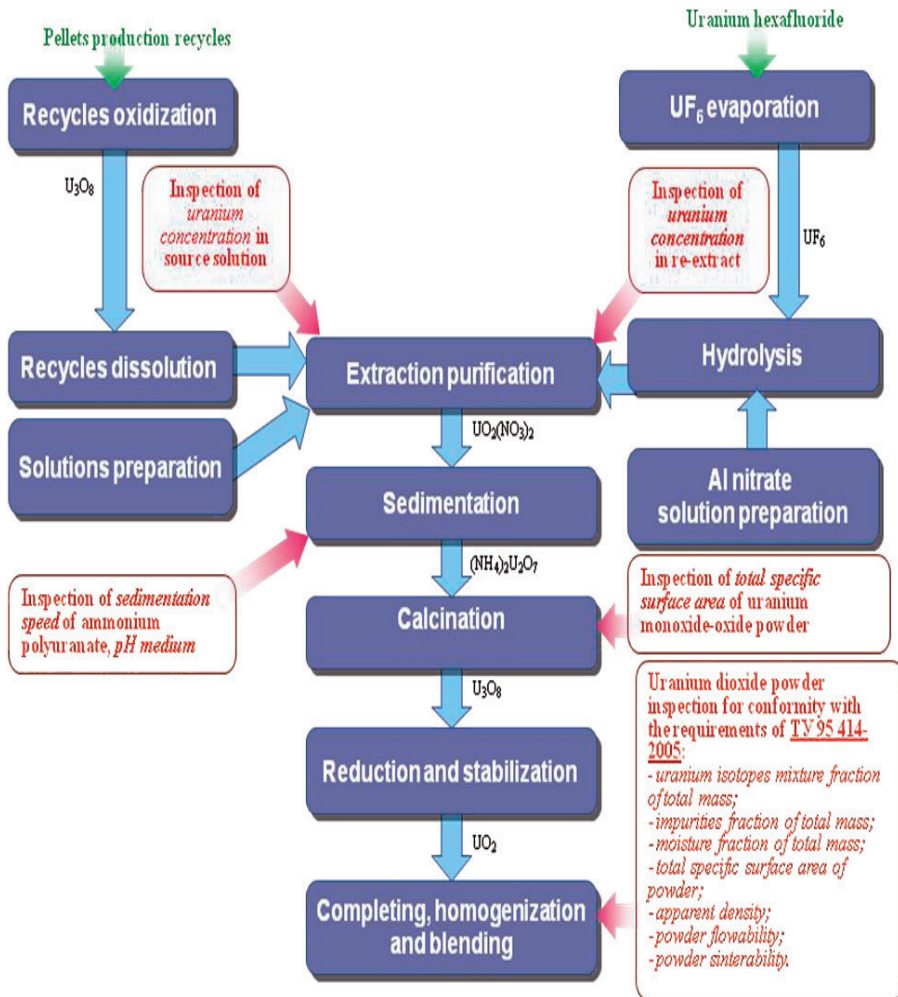 Pellets production recycles
Uranium hexafluoride
Recycles oxidization
UF₆ evaporation
U₃O₈
Inspection of
uranium
concentration in
source solution
Inspection of
uranium
concentration
in re-extract
UF₆
Recycles dissolution
Extraction purification
Hydrolysis
Solutions preparation
UO₂(NO₃)₂
Al nitrate
solution preparation
Sedimentation
(NH₄)₂U₂O₇
Inspection of sedimentation
speed of ammonium
polyuranate, pH medium
Calcination
Inspection of total specific
surface area of uranium
monoxide-oxide powder
U₃O₈
Reduction and stabilization
UO₂
Completing, homogenization
and blending
Uranium dioxide powder
inspection for conformity with
the requirements of ТУ 95 414-
2005:
- uranium isotopes mixture fraction
of total mass;
- impurities fraction of total mass;
- moisture fraction of total mass;
- total specific surface area of
powder;
- apparent density;
- powder flowability;
- powder sinterability.